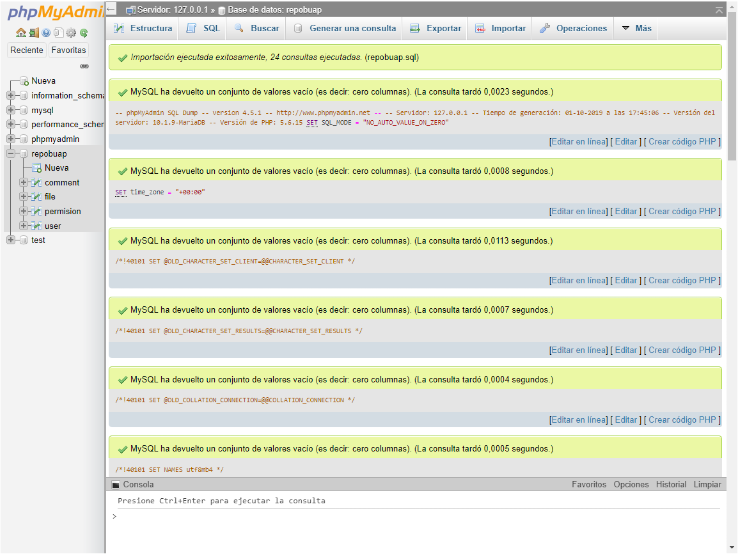 phpMyAdmin
Servidor: 127.0.0.1 » Base de datos: repobuap
Estructura SQL Buscar Generar una consulta Exportar Importar Operaciones Más
Reciente Favoritas
Nueva
information_schema
mysql
performance_schem
phpmyadmin
repobuap
Nueva
comment
file
permision
user
test
Importación ejecutada exitosamente, 24 consultas ejecutadas. (repobuap.sql)
MySQL ha devuelto un conjunto de valores vacío (es decir: cero columnas). (La consulta tardó 0,0023 segundos.)
-- phpMyAdmin SQL Dump -- version 4.5.1 -- http://www.phpmyadmin.net -- -- Servidor: 127.0.0.1 -- Tiempo de generación: 01-10-2019 a las 17:45:06 -- Versión del
servidor: 10.1.9-MariaDB -- Versión de PHP: 5.6.15 SET SQL_MODE = "NO_AUTO_VALUE_ON_ZERO"
[Editar en línea] [ Editar ] [ Crear código PHP ]
MySQL ha devuelto un conjunto de valores vacío (es decir: cero columnas). (La consulta tardó 0,0008 segundos.)
SET time_zone = "+00:00"
[Editar en línea] [ Editar ] [ Crear código PHP ]
MySQL ha devuelto un conjunto de valores vacío (es decir: cero columnas). (La consulta tardó 0,0113 segundos.)
/*!40101 SET @OLD_CHARACTER_SET_CLIENT=@@CHARACTER_SET_CLIENT */
[Editar en línea] [ Editar ] [ Crear código PHP ]
MySQL ha devuelto un conjunto de valores vacío (es decir: cero columnas). (La consulta tardó 0,0007 segundos.)
/*!40101 SET @OLD_CHARACTER_SET_RESULTS=@@CHARACTER_SET_RESULTS */
[Editar en línea] [ Editar ] [ Crear código PHP ]
MySQL ha devuelto un conjunto de valores vacío (es decir: cero columnas). (La consulta tardó 0,0004 segundos.)
/*!40101 SET @OLD_COLLATION_CONNECTION=@@COLLATION_CONNECTION */
[Editar en línea] [ Editar ] [ Crear código PHP ]
MySQL ha devuelto un conjunto de valores vacío (es decir: cero columnas). (La consulta tardó 0,0005 segundos.)
/*!40101 SET NAMES utf8mb4 */
Consola Favoritos Opciones Historial Limpiar
Presione Ctrl+Enter para ejecutar la consulta
>